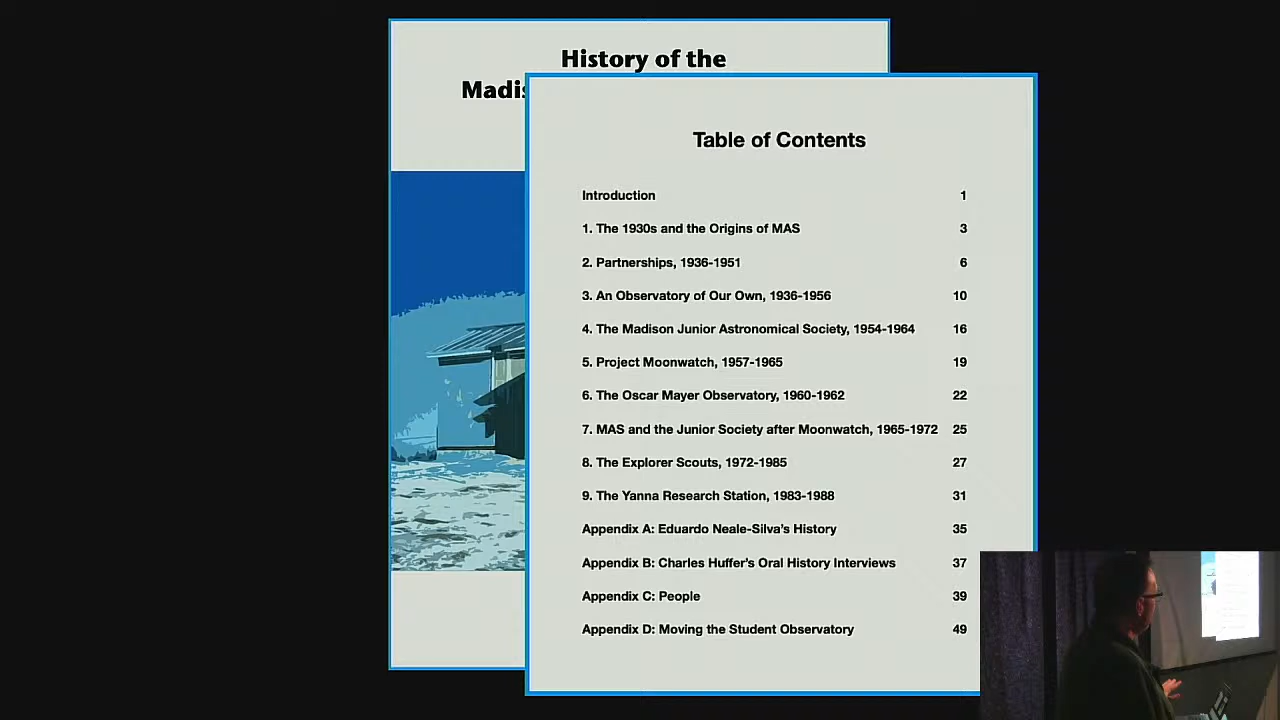 History of the
Madis
Table of Contents
Introduction 1
1. The 1930s and the Origins of MAS 3
2. Partnerships, 1936-1951 6
3. An Observatory of Our Own, 1936-1956 10
4. The Madison Junior Astronomical Society, 1954-1964 16
5. Project Moonwatch, 1957-1965 19
6. The Oscar Mayer Observatory, 1960-1962 22
7. MAS and the Junior Society after Moonwatch, 1965-1972 25
8. The Explorer Scouts, 1972-1985 27
9. The Yanna Research Station, 1983-1988 31
Appendix A: Eduardo Neale-Silva's History 35
Appendix B: Charles Huffer's Oral History Interviews 37
Appendix C: People 39
Appendix D: Moving the Student Observatory 49